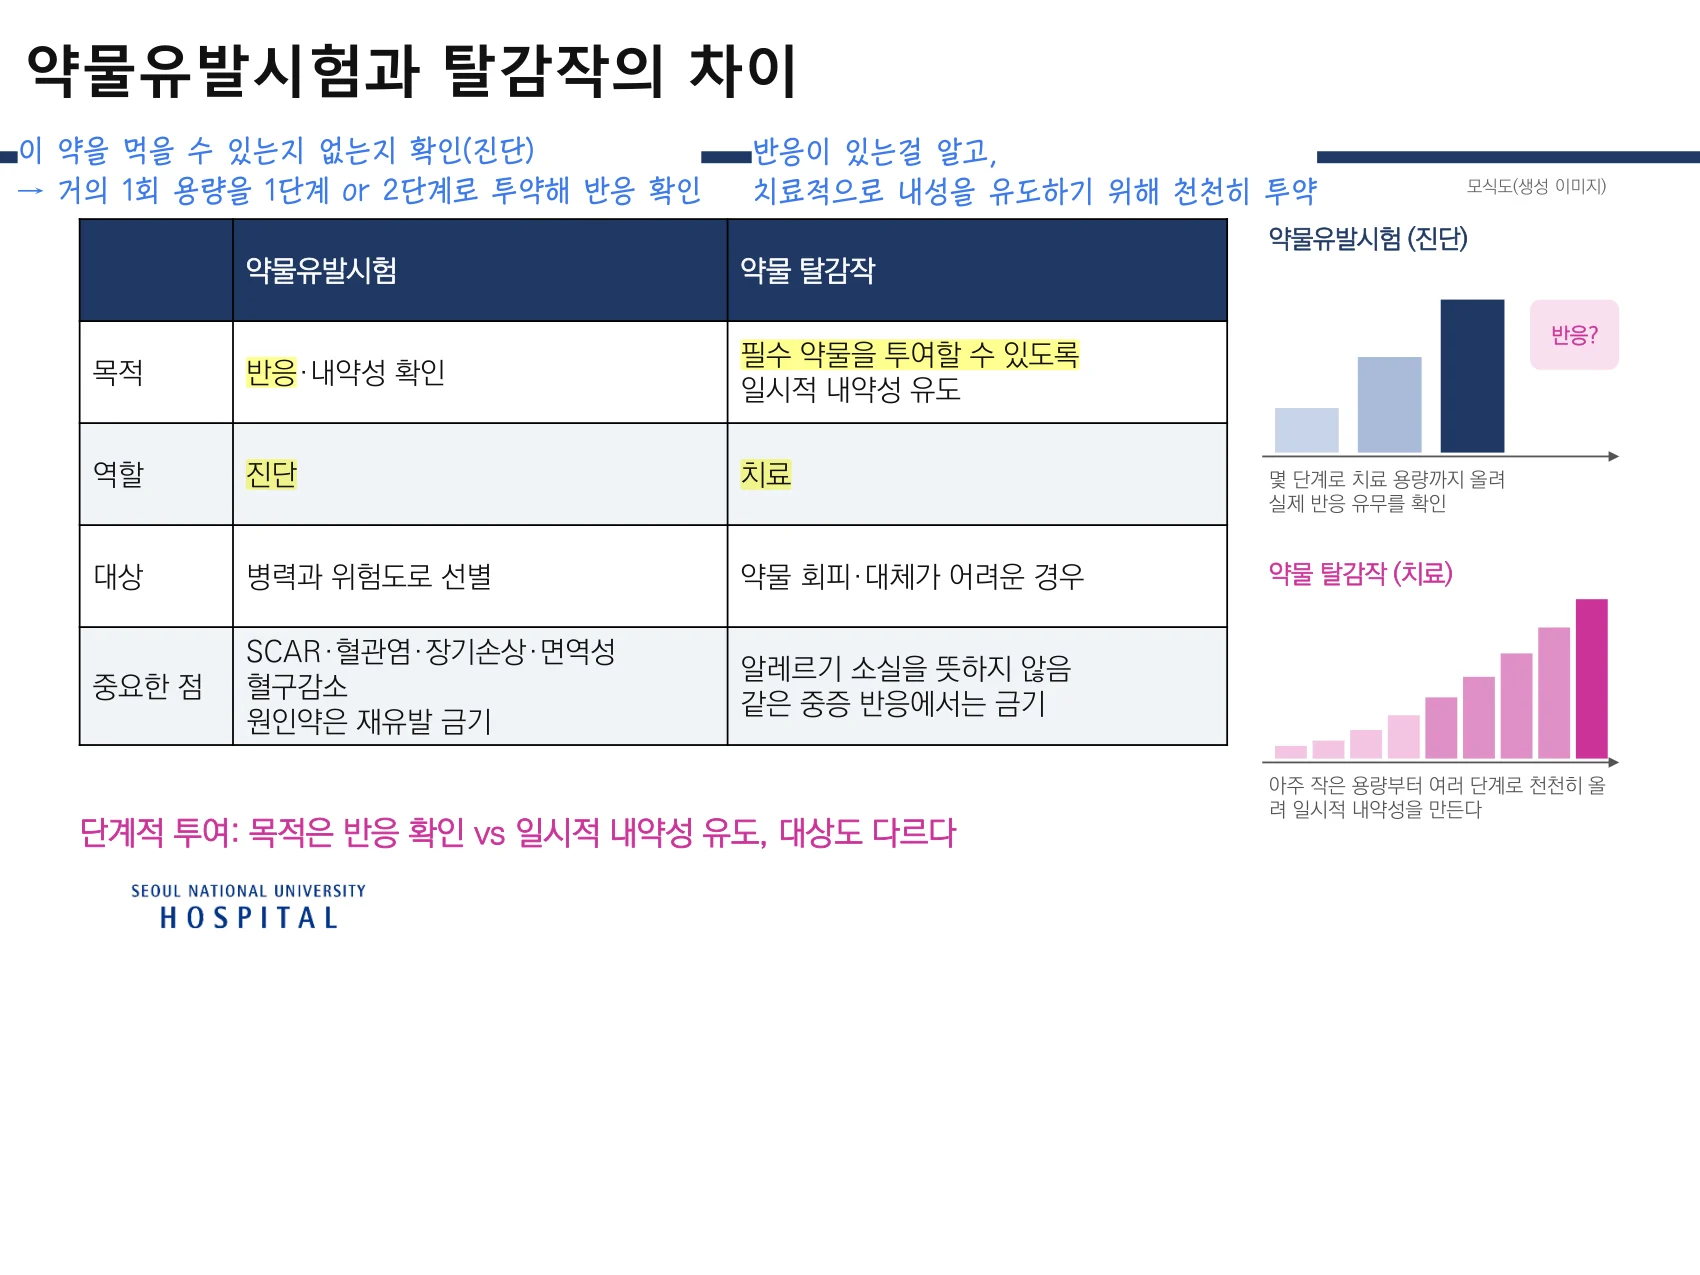 약물유발시험과 탈감작의 차이
이 약을 먹을 수 있는지 없는지 확인(진단)
→ 거의 1회 용량을 1단계 or 2단계로 투약해 반응 확인
반응이 있는걸 알고,
치료적으로 내성을 유도하기 위해 천천히 투약
모식도(생성 이미지)
약물유발시험
약물 탈감작
목적
반응·내약성 확인
필수 약물을 투여할 수 있도록
일시적 내약성 유도
역할
진단
치료
대상
병력과 위험도로 선별
약물 회피·대체가 어려운 경우
중요한 점
SCAR·혈관염·장기손상·면역성
혈구감소
원인약은 재유발 금기
알레르기 소실을 뜻하지 않음
같은 중증 반응에서는 금기
약물유발시험 (진단)
반응?
몇 단계로 치료 용량까지 올려
실제 반응 유무를 확인
약물 탈감작 (치료)
아주 작은 용량부터 여러 단계로 천천히 올
려 일시적 내약성을 만든다
단계적 투여: 목적은 반응 확인 vs 일시적 내약성 유도, 대상도 다르다
SEOUL NATIONAL UNIVERSITY
HOSPITAL